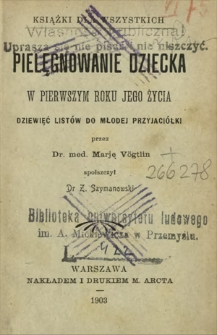 KSIĄŻKI DLA WSZYSTKICH
Własność publiczna!
Uprasza się nie pisać i nie niszczyć.
PIELĘGNOWANIE DZIECKA
W PIERWSZYM ROKU JEGO ŻYCIA
DZIEWIĘĆ LISTÓW DO MŁODEJ PRZYJACIÓŁKI
przez
Dr. med. Marję Vögtlin
spolszczył
Dr Z. Szymanowski
266278
Biblioteka Uniwersytetu ludowego
im. A. Mickiewicza w Przemyślu.
WARSZAWA
NAKŁADEM I DRUKIEM M. ARCTA
1903